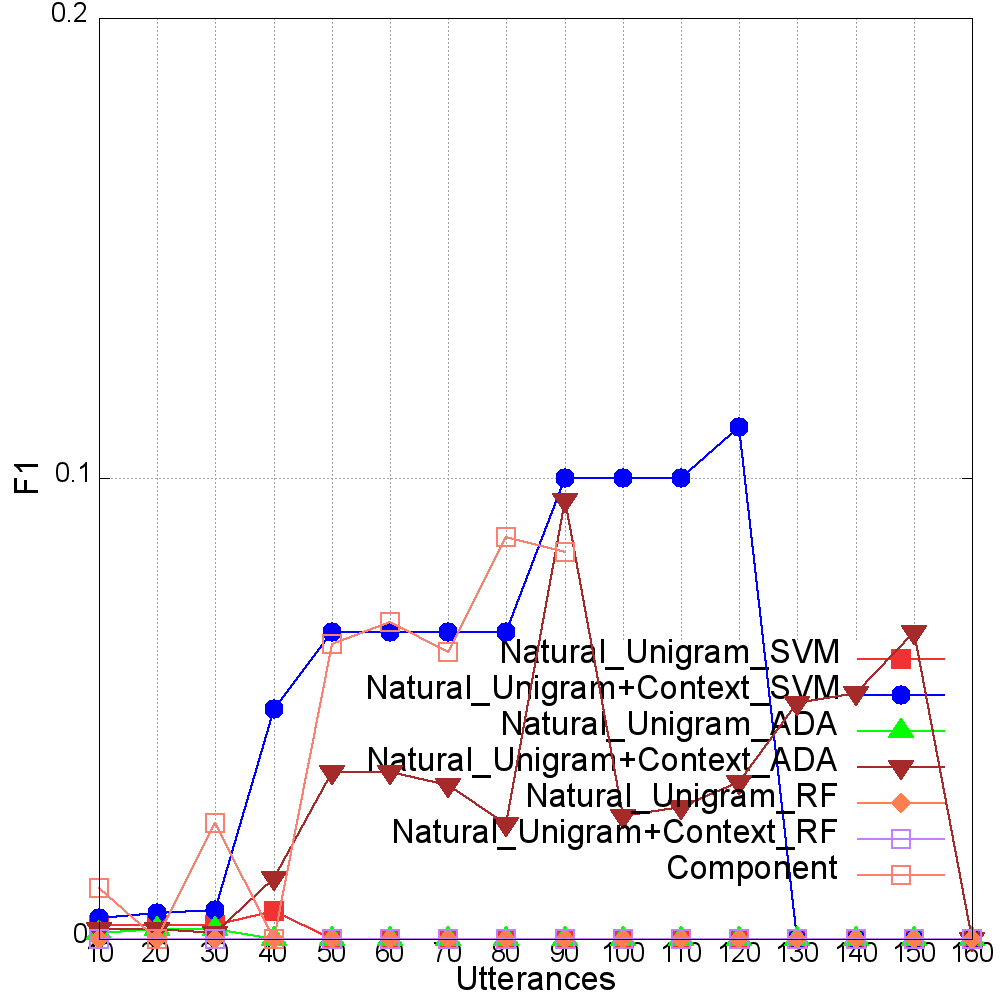 0.2
0.1
0
F1
Natural_Unigram_SVM
Natural_Unigram+Context_SVM
Natural_Unigram_ADA
Natural_Unigram+Context_ADA
Natural_Unigram_RF
Natural_Unigram+Context_RF
Component
10 20 30 40 50 60 70 80 90 100 110 120 130 140 150 160
Utterances